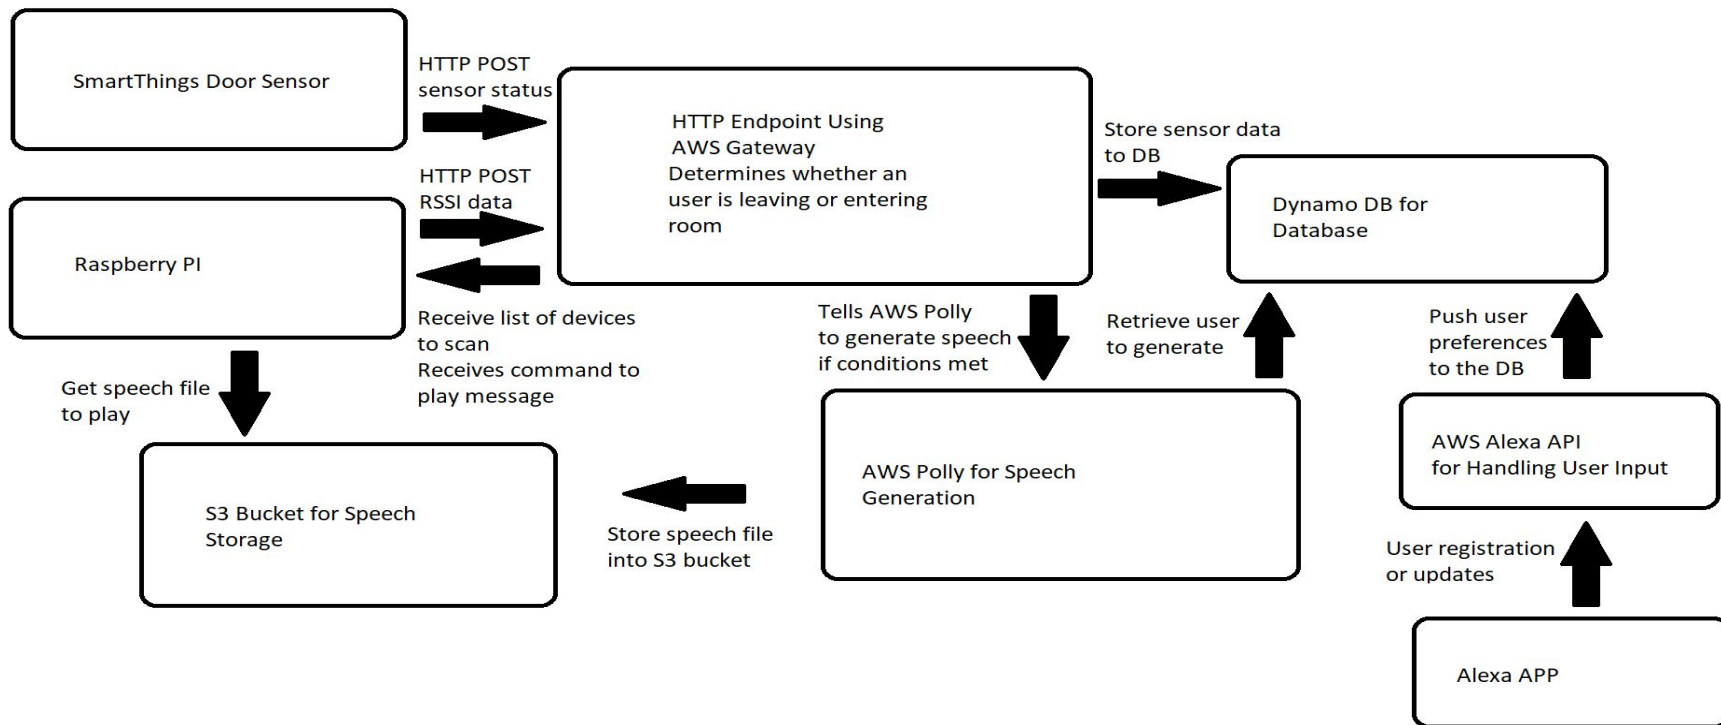 SmartThings Door Sensor
HTTP POST
sensor status
HTTP Endpoint Using
AWS Gateway
Determines whether an
user is leaving or entering
room
Store sensor data
to DB
Dynamo DB for
Database
HTTP POST
RSSI data
Raspberry PI
Receive list of devices
to scan
Receives command to
play message
Tells AWS Polly
to generate speech
if conditions met
Retrieve user
to generate
Push user
preferences
to the DB
Get speech file
to play
AWS Polly for Speech
Generation
AWS Alexa API
for Handling User Input
S3 Bucket for Speech
Storage
Store speech file
into S3 bucket
User registration
or updates
Alexa APP